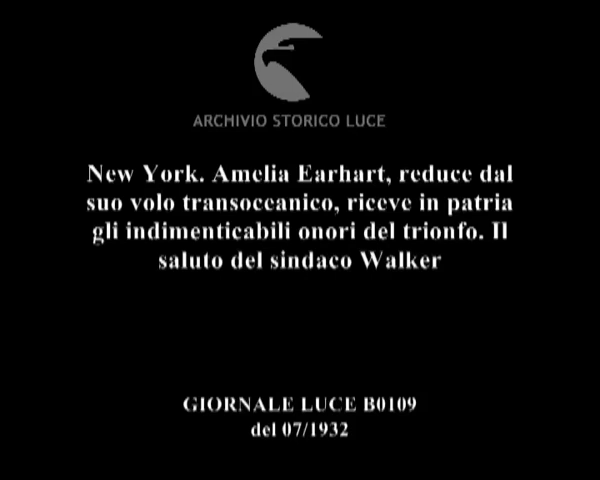 ARCHIVIO STORICO LUCE
New York. Amelia Earhart, reduce dal
suo volo transoceanico, riceve in patria
gli indimenticabili onori del trionfo. Il
saluto del sindaco Walker
GIORNALE LUCE B0109
del 07/1932